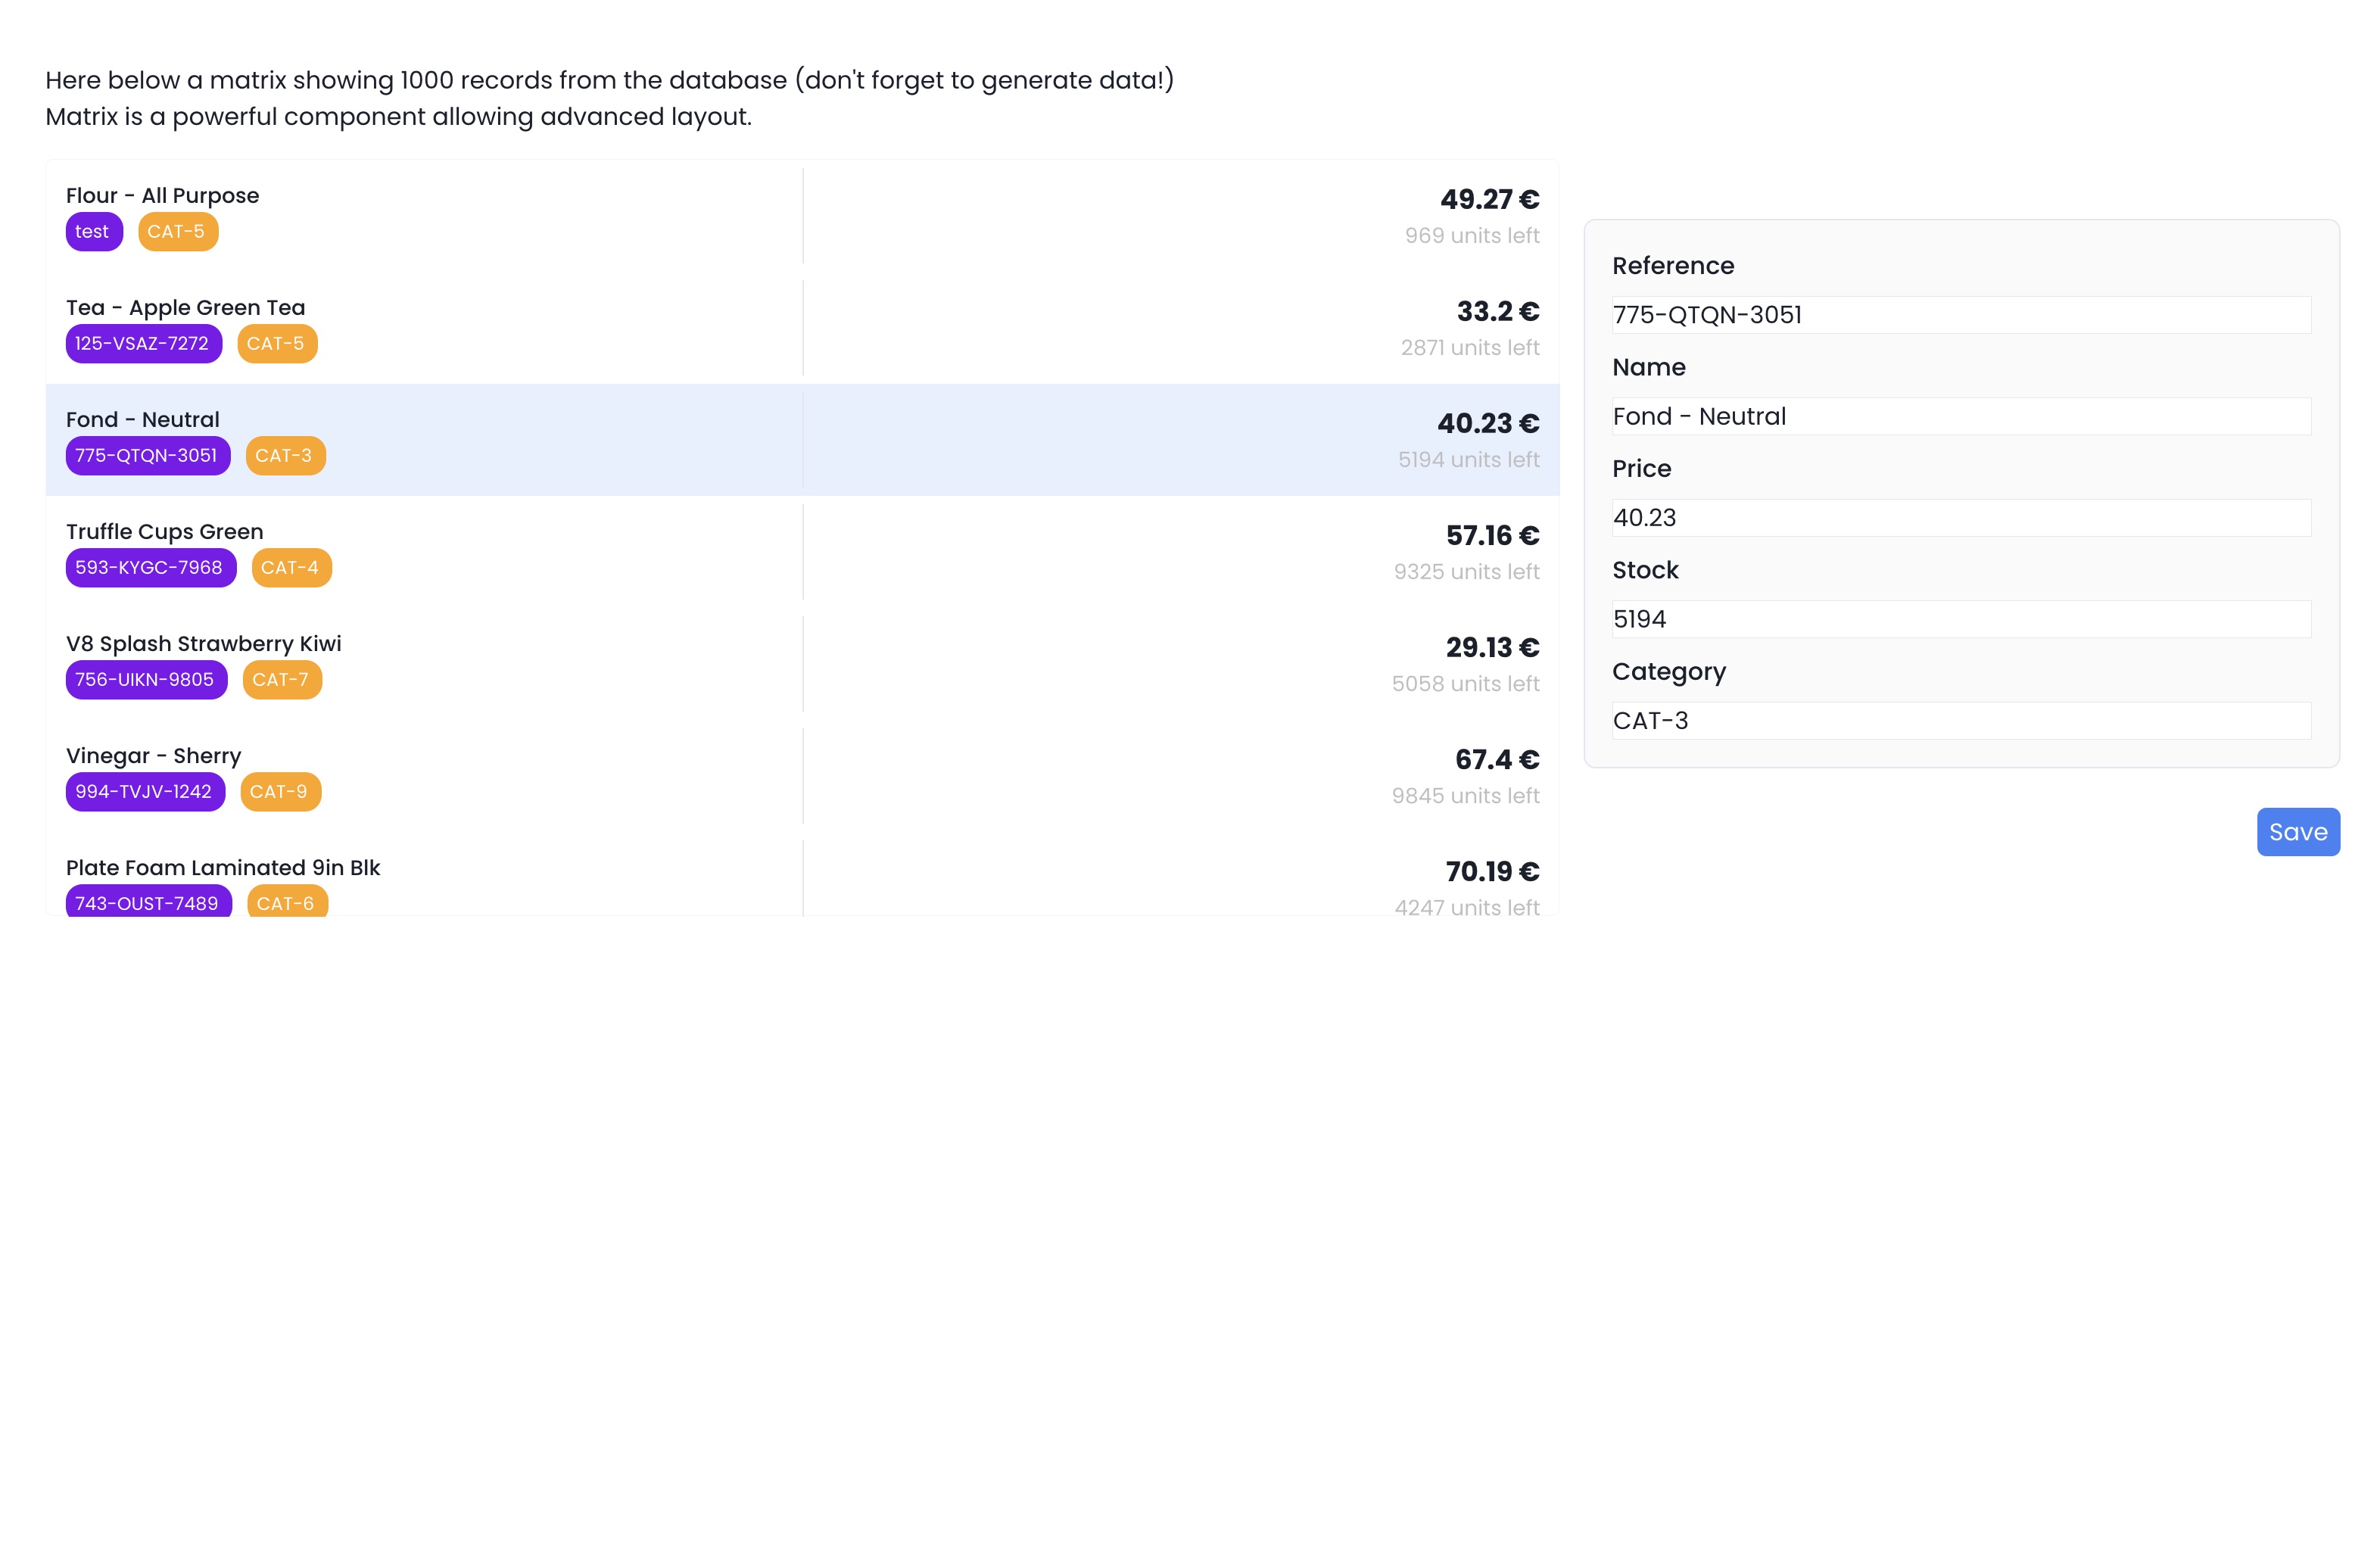 Here below a matrix showing 1000 records from the database (don't forget to generate data!)
Matrix is a powerful component allowing advanced layout.
Flour - All Purpose
test CAT-5
49.27 €
969 units left
Tea - Apple Green Tea
125-VSAZ-7272 CAT-5
33.2 €
2871 units left
Fond - Neutral
775-QTQN-3051 CAT-3
40.23 €
5194 units left
Truffle Cups Green
593-KYGC-7968 CAT-4
57.16 €
9325 units left
V8 Splash Strawberry Kiwi
756-UIKN-9805 CAT-7
29.13 €
5058 units left
Vinegar - Sherry
994-TVJV-1242 CAT-9
67.4 €
9845 units left
Plate Foam Laminated 9in Blk
743-OUST-7489 CAT-6
70.19 €
4247 units left
Reference
775-QTQN-3051
Name
Fond - Neutral
Price
40.23
Stock
5194
Category
CAT-3
Save